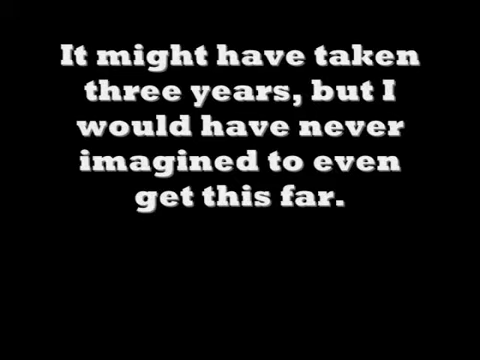 It might have taken
three years, but I
would have never
imagined to even
get this far.